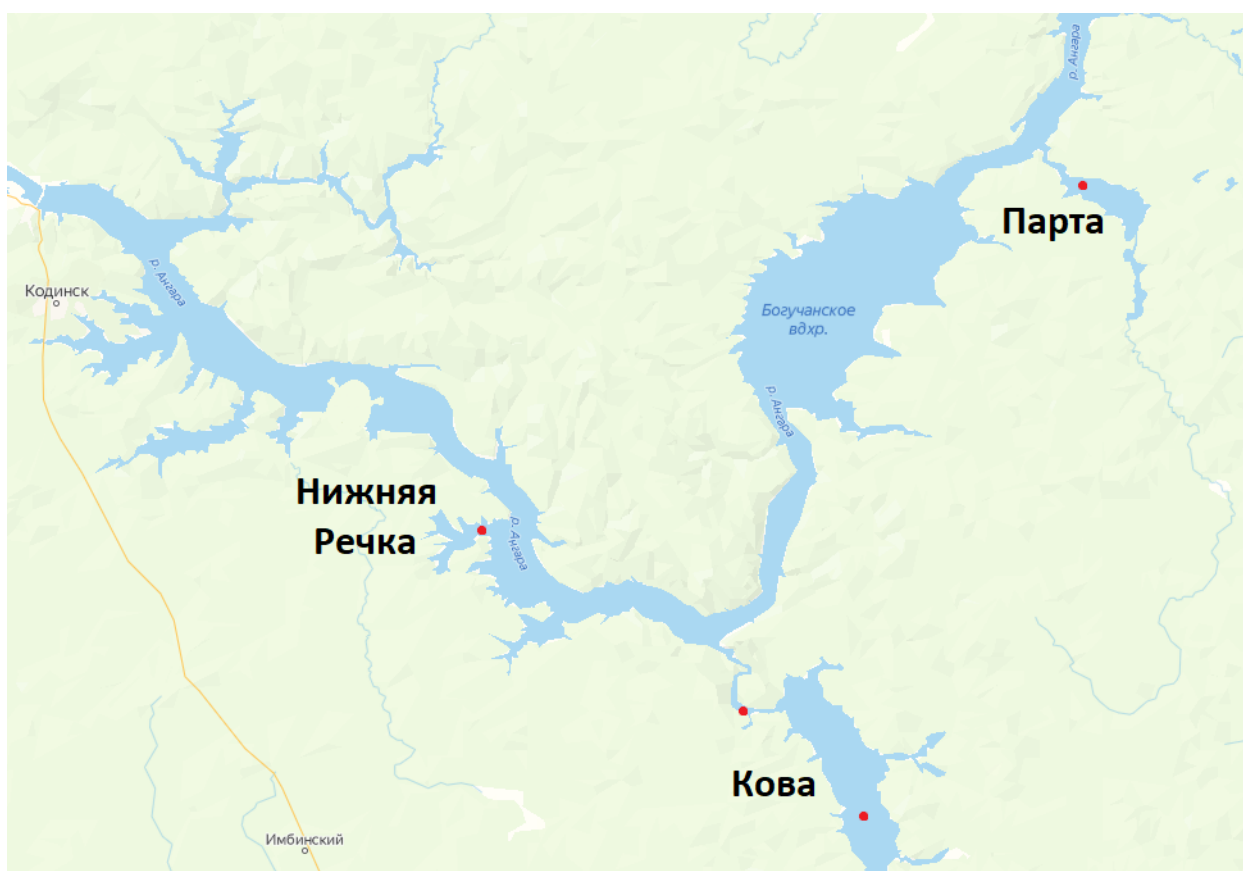 р. Ангара
Парта
р. Ангара
Кодинск
Богучанское
вдхр.
р. Ангара
Нижняя
Речка
р. Ангара
Кова
Имбинский